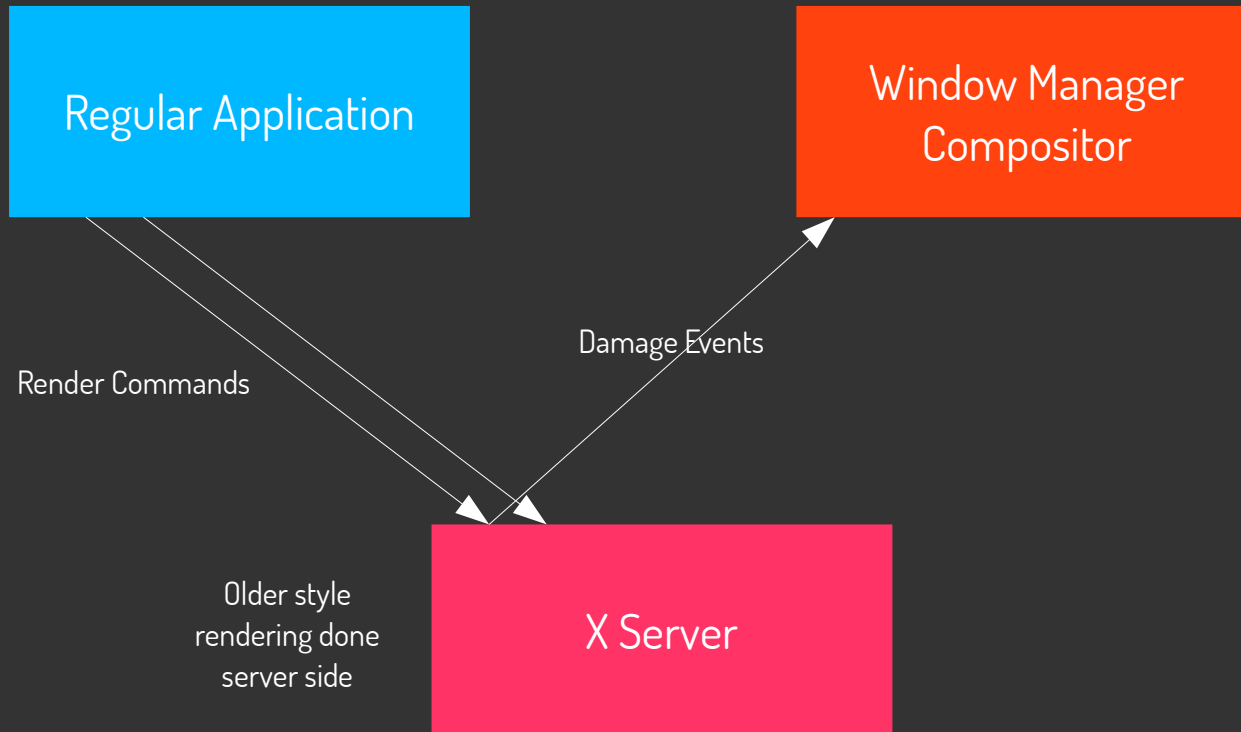 Regular Application
Window Manager
Compositor
Damage Events
Render Commands
Older style
rendering done
server side
X Server